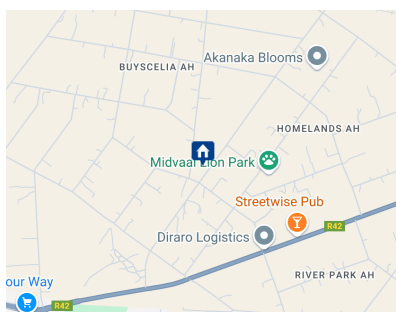 Akanaka Blooms
BUYSCELIA AH
HOMELANDS AH
Midvaal Lion Park
Streetwise Pub
R42
Diraro Logistics
RIVER PARK AH
our Way
R42